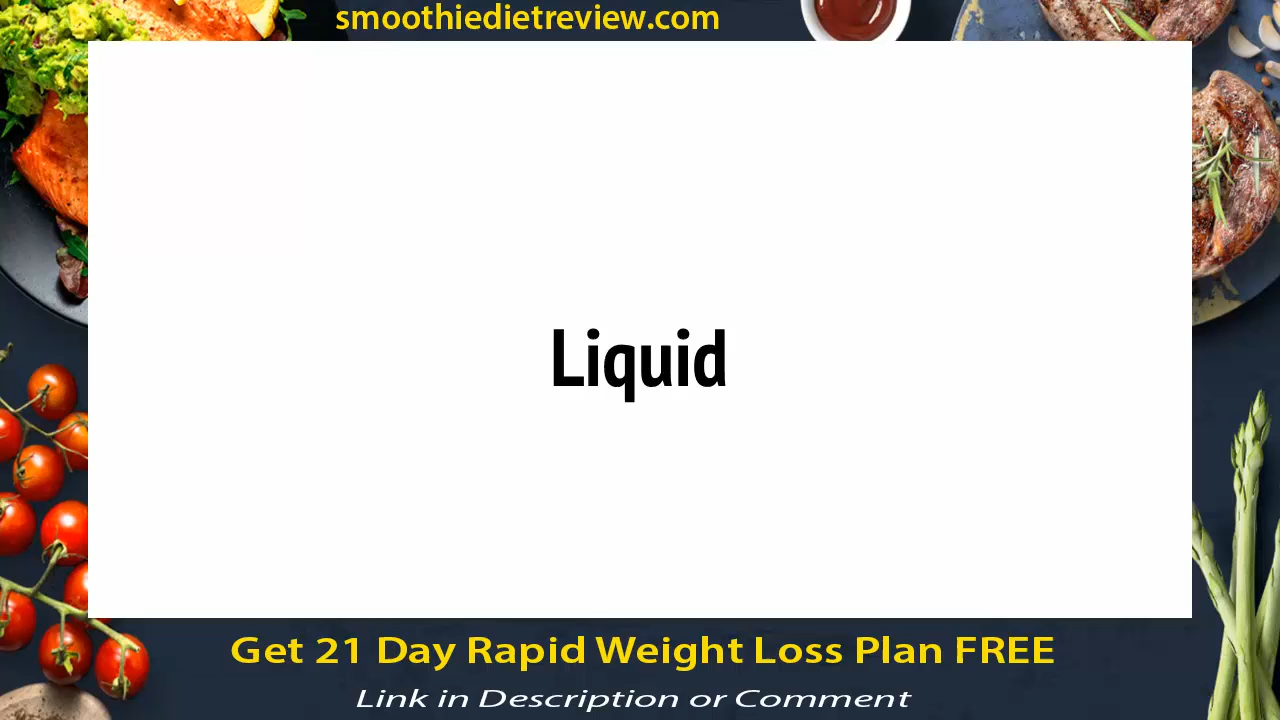 smoothiedietreview.com
Liquid
Get 21 Day Rapid Weight Loss Plan FREE
Link in Description or Comment